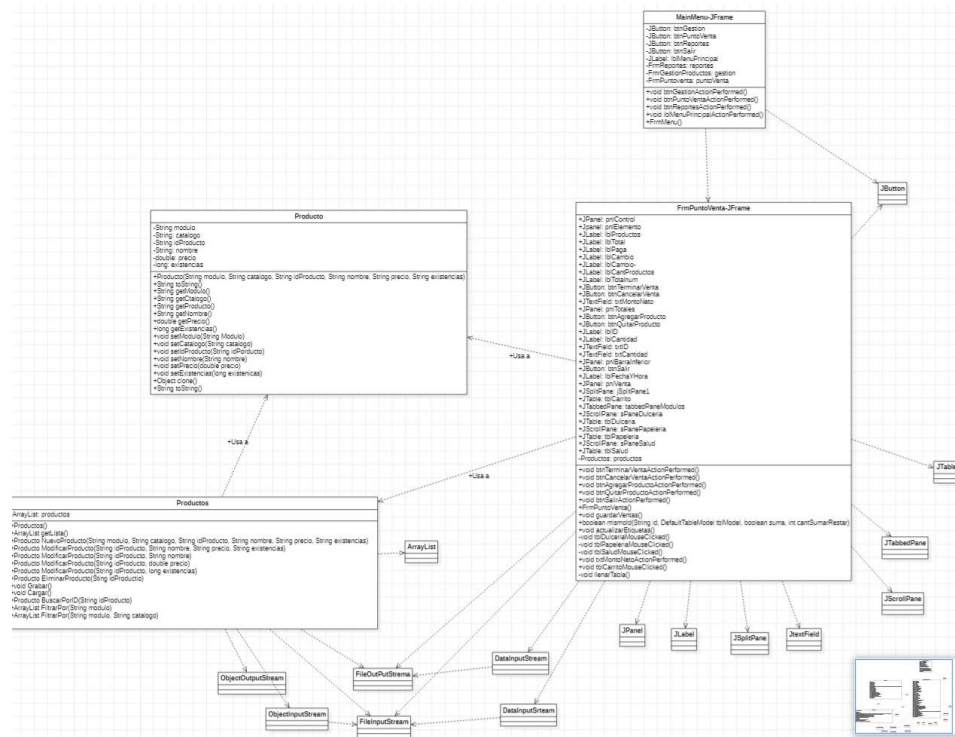 MainMenu-JFrame
-JButton: btnGestion
-JButton: btnPuntoVenta
-JButton: btnReportes
-JButton: btnSalir
-JLabel: lblMenuPrincipal
-FrmReportes: reportes
-FrmrGestionProductos: gestion
-FrmPuntoventa: puntoVenta
+void btnGestionActionPerformed()
+void btnPuntoVentaActionPerformed()
+void btnReportesActionPerformed()
+void lblMenuPrincipalActionPerformed()
+FrmMenu()
JButton
Producto
-String modulo
-String: catalogo
-String idProducto
-String: nombre
-double: precio
-long: existencias
+Producto(String modulo, String catalogo, String idProducto, String nombre, String precio, String existencias)
+String toString()
+String getModulo()
+String getCtalogo()
+String getProducto()
+String getNombre()
+double getPrecio()
+long getExistencias()
+void setModulo(String Modulo)
+void setCatalogo(String catalogo)
+void setIdProducto(String idPorducto)
+void setNombre(String nombre)
+void setPrecio(double precio)
+void setExistencias(long existenicas)
+Object clone()
+String toString()
FrmPuntoVenta-JFrame
+JPanel: pnlControl
+Jpanel: pnlElemento
+JLabel: lblProductos
+JLabel: lblTotal
+JLabel: lblPaga
+JLabel: lblCambio
+JLabel: lblCambio-
+JLabel: lblCantProductos
+JLabel: lblTotalnum
+JButton: btnTerminarVenta
+JButton: btnCancelarVenta
+JTextField: txtMontoNeto
+JPanel: pnlTotales
+JButton: btnAgregarProducto
+JButton: btnQuitarProducto
+JLabel: lblID
+JLabel: lblCantidad
+JTextField: txtID
+JTextField: txtCantidad
+JPanel: pnlBarraInferior
+JButton: btnSalir
+JLabel: lblFechaYHora
+JPanel: pnlVenta
+JSplitPane: jSplitPane1
+JTable: tblCarrito
+JTabbedPane: tabbedPaneModulos
+JScrollPane: sPaneDulceria
+JTable: tblDulceria
+JScrollPane: sPanePapeleria
+JTable: tblPapeleria
+JScrollPane: sPaneSalud
+JTable: tblSalud
-Productos: productos
+void btnTerminarVentaActionPerformed()
+void btnCancelarVentaActionPerformed()
+void btnAgregarProductoActionPerformed()
+void btnQuitarProductoActionPerformed()
+void btnSalirActionPerformed()
+FrmPuntoVenta()
+void guardarVentas()
+boolean mismoId(String id, DefaultTableModel tblModel, boolean suma, int cantSumarRestar)
+void actualizarEtiquetas()
-void tblDulceriaMouseClicked()
-void tblPapeleriaMouseClicked()
-void tblSaludMouseClicked()
+void txtMontoNetoActionPerformed()
+void tblCarritoMouseClicked()
-void llenarTabla()
+Usa a
+Usa a
+Usa a
Productos
ArrayList: productos
+Productos()
+ArrayList getLista()
+Producto NuevoProducto(String modulo, String catalogo, String idProducto, String nombre, String precio, String existencias)
+Producto ModificarProducto(String idProducto, String nombre, String precio, String existencias)
+Producto ModificarProducto(String idProducto, String nombre)
+Producto ModificarProducto(String idProducto, double precio)
+Producto ModificarProducto(String idProducto, long existencias)
+Producto EliminarProducto(Stirng idProductio)
+void Grabar()
+void Cargar()
+Producto BuscarPorID(String idProducto)
+ArrayList FiltrarPor(String modulo)
+ArrayList FiltrarPor(String modulo, String catalogo)
ArrayList
JTable
JTabbedPane
JScrollPane
JPanel
JLabel
JSplitPane
JtextField
DataInputStream
ObjectOutputStream
FileOutPutStrema
ObjectInputStream
FileInputStream
DataInputSrteam